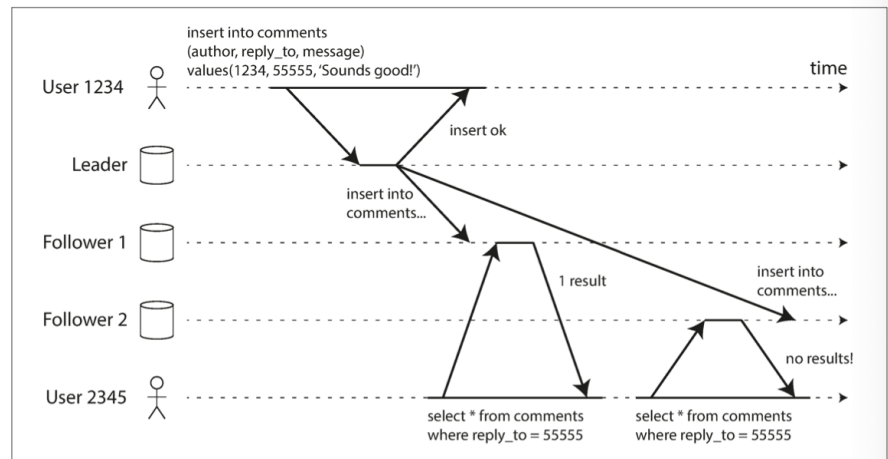 insert into comments
(author, reply_to, message)
values(1234, 55555, ‘Sounds good!’)
time
User 1234
insert ok
Leader
insert into
comments...
Follower 1
1 result
insert into
comments...
Follower 2
no results!
User 2345
select * from comments
where reply_to = 55555
select * from comments
where reply_to = 55555